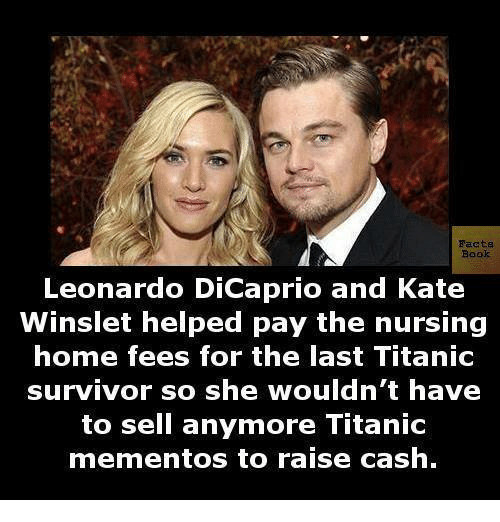 Facts
Book
Leonardo DiCaprio and Kate
Winslet helped pay the nursing
home fees for the last Titanic
survivor so she wouldn't have
to sell anymore Titanic
mementos to raise cash.